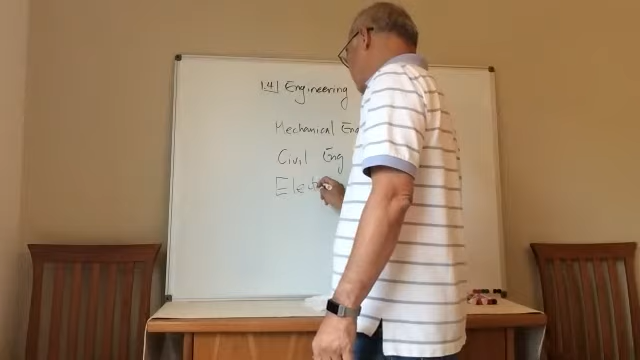 1.4) Engineering
Mechanical Eng
Civil Eng
Elect